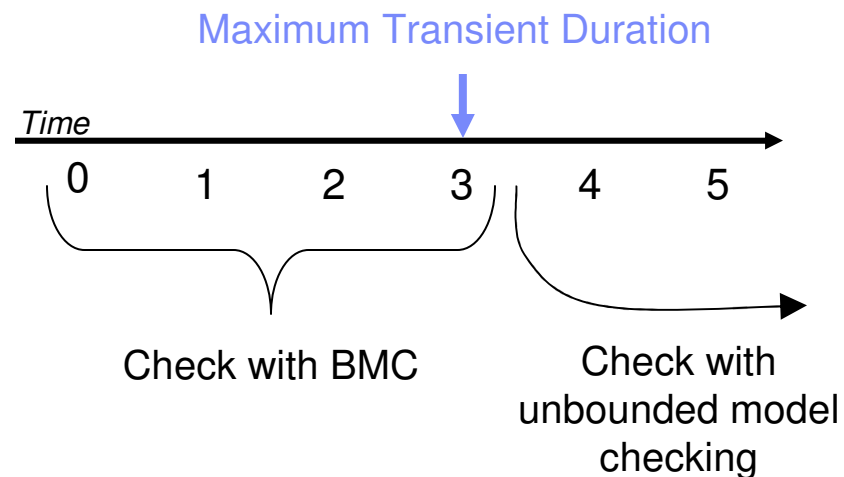 Maximum Transient Duration
Time
0 1 2 3 4 5
Check with BMC
Check with
unbounded model
checking